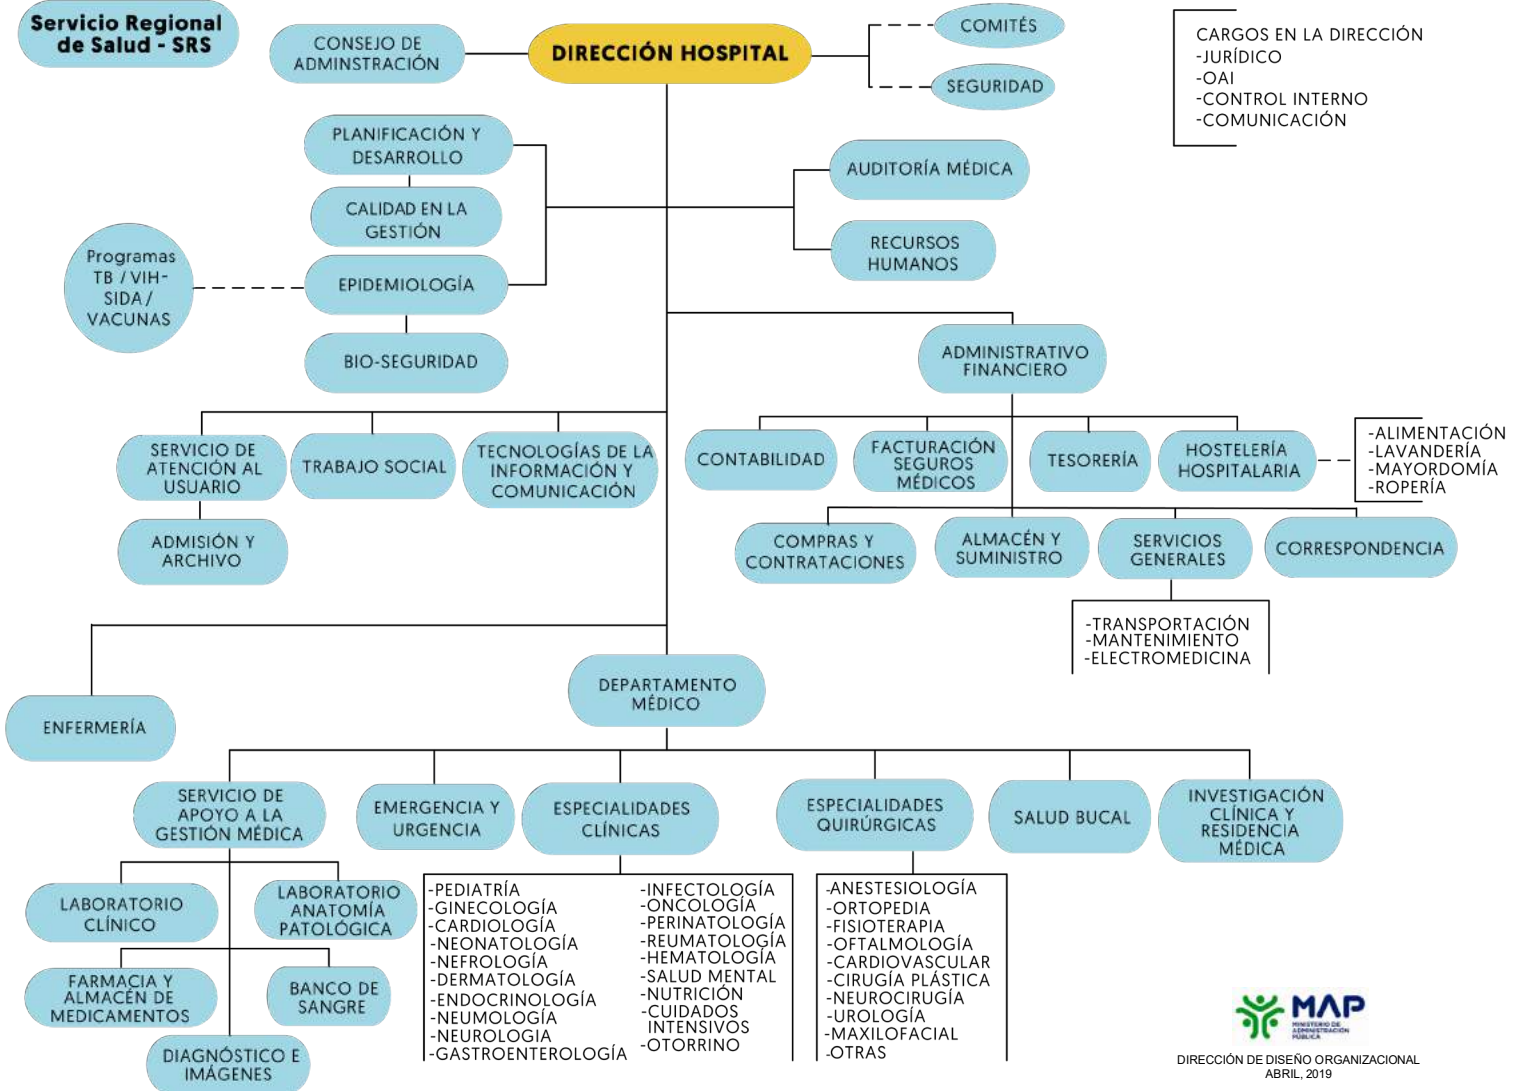 Servicio Regional
de Salud - SRS
CONSEJO DE
ADMINSTRACIÓN
DIRECCIÓN HOSPITAL
COMITÉS
SEGURIDAD
CARGOS EN LA DIRECCIÓN
-JURÍDICO
-OAI
-CONTROL INTERNO
-COMUNICACIÓN
PLANIFICACIÓN Y
DESARROLLO
CALIDAD EN LA
GESTIÓN
Programas
TB / VIH-
SIDA /
VACUNAS
EPIDEMIOLOGÍA
BIO-SEGURIDAD
AUDITORÍA MÉDICA
RECURSOS
HUMANOS
ADMINISTRATIVO
FINANCIERO
SERVICIO DE
ATENCIÓN AL
USUARIO
TRABAJO SOCIAL
TECNOLOGÍAS DE LA
INFORMACIÓN Y
COMUNICACIÓN
ADMISIÓN Y
ARCHIVO
CONTABILIDAD
FACTURACIÓN
SEGUROS
MÉDICOS
TESORERÍA
HOSTELERÍA
HOSPITALARIA
-ALIMENTACIÓN
-LAVANDERÍA
-MAYORDOMÍA
-ROPERÍA
COMPRAS Y
CONTRATACIONES
ALMACÉN Y
SUMINISTRO
SERVICIOS
GENERALES
CORRESPONDENCIA
-TRANSPORTACIÓN
-MANTENIMIENTO
-ELECTROMEDICINA
ENFERMERÍA
DEPARTAMENTO
MÉDICO
SERVICIO DE
APOYO A LA
GESTIÓN MÉDICA
EMERGENCIA Y
URGENCIA
ESPECIALIDADES
CLÍNICAS
ESPECIALIDADES
QUIRÚRGICAS
SALUD BUCAL
INVESTIGACIÓN
CLÍNICA Y
RESIDENCIA
MÉDICA
LABORATORIO
CLÍNICO
LABORATORIO
ANATOMÍA
PATOLÓGICA
FARMACIA Y
ALMACÉN DE
MEDICAMENTOS
BANCO DE
SANGRE
DIAGNÓSTICO E
IMÁGENES
-PEDIATRÍA
-GINECOLOGÍA
-CARDIOLOGÍA
-NEONATOLOGÍA
-NEFROLOGÍA
-DERMATOLOGÍA
-ENDOCRINOLOGÍA
-NEUMOLOGÍA
-NEUROLOGIA
-GASTROENTEROLOGÍA
-INFECTOLOGÍA
-ONCOLOGÍA
-PERINATOLOGÍA
-REUMATOLOGÍA
-HEMATOLOGÍA
-SALUD MENTAL
-NUTRICIÓN
-CUIDADOS
INTENSIVOS
-OTORRINO
-ANESTESIOLOGÍA
-ORTOPEDIA
-FISIOTERAPIA
-OFTALMOLOGÍA
-CARDIOVASCULAR
-CIRUGÍA PLÁSTICA
-NEUROCIRUGÍA
-UROLOGÍA
-MAXILOFACIAL
-OTRAS
MAP
MINISTERIO DE
ADMINISTRACIÓN
PÚBLICA
DIRECCIÓN DE DISEÑO ORGANIZACIONAL
ABRIL, 2019